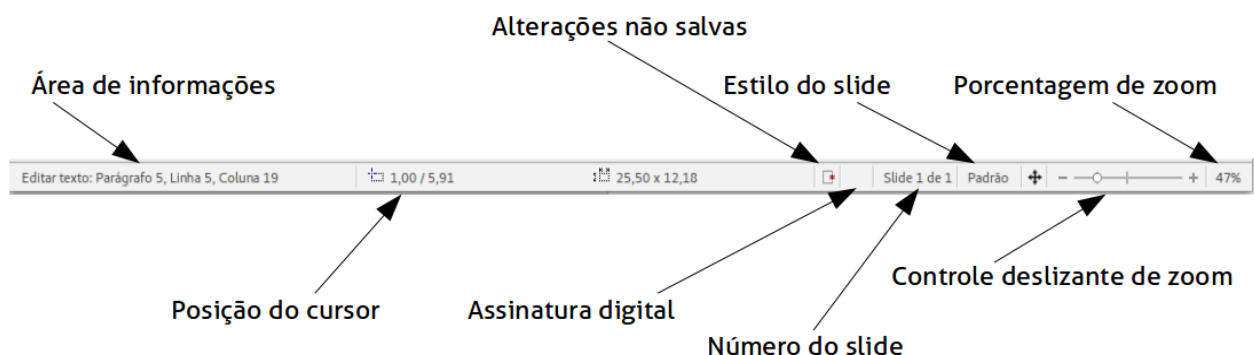 Alterações não salvas
Área de informações
Estilo do slide
Porcentagem de zoom
Editar texto: Parágrafo 5, Linha 5, Coluna 19
1,00 / 5,91
25,50 x 12,18
Slide 1 de 1
Padrão
47%
Controle deslizante de zoom
Posição do cursor
Assinatura digital
Número do slide